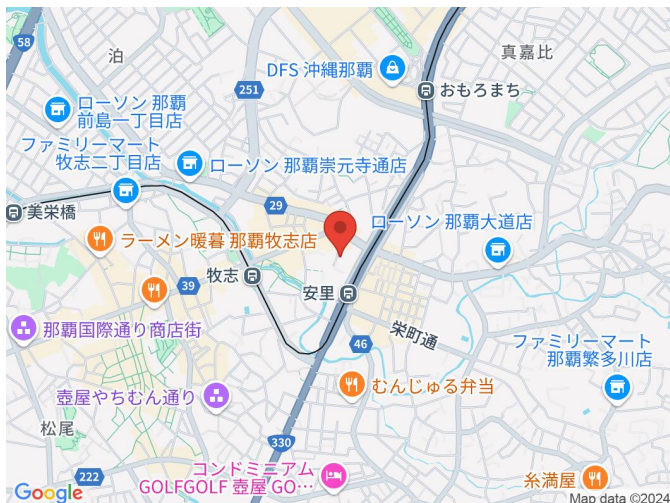 58
泊
真嘉比
DFS 沖縄那覇
251
おもろまち
ローソン 那覇
前島一丁目店
ファミリーマート
牧志二丁目店
ローソン 那覇崇元寺通店
29
美栄橋
ローソン 那覇大道店
ラーメン暖暮 那覇牧志店
牧志
39
安里
那覇国際通り商店街
栄町通
46
ファミリーマート
那覇繁多川店
壺屋やちむん通り
むんじゅる弁当
松尾
330
222
コンドミニアム
GOLFGOLF 壺屋 GO…
糸満屋
Google
Map data ©2024